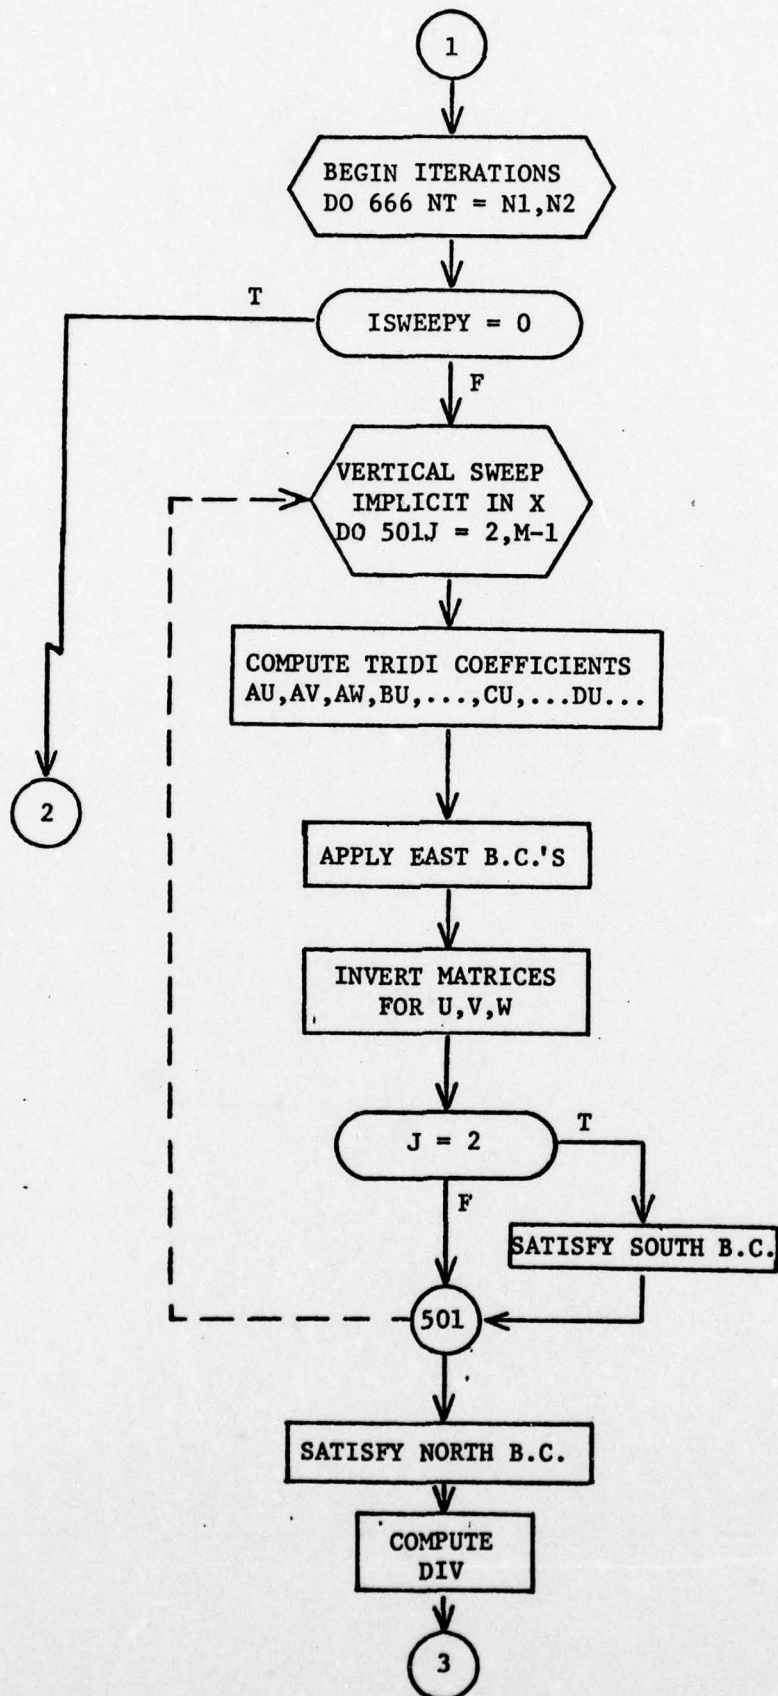 1
BEGIN ITERATIONS
DO 666 NT = N1,N2
T
ISWEEPY = 0
F
VERTICAL SWEEP
IMPLICIT IN X
DO 501J = 2,M-1
COMPUTE TRIDI COEFFICIENTS
AU,AV,AW,BU,...,CU,...DU...
2
APPLY EAST B.C.'S
INVERT MATRICES
FOR U,V,W
J = 2
T
F
SATISFY SOUTH B.C.
501
SATISFY NORTH B.C.
COMPUTE
DIV
3